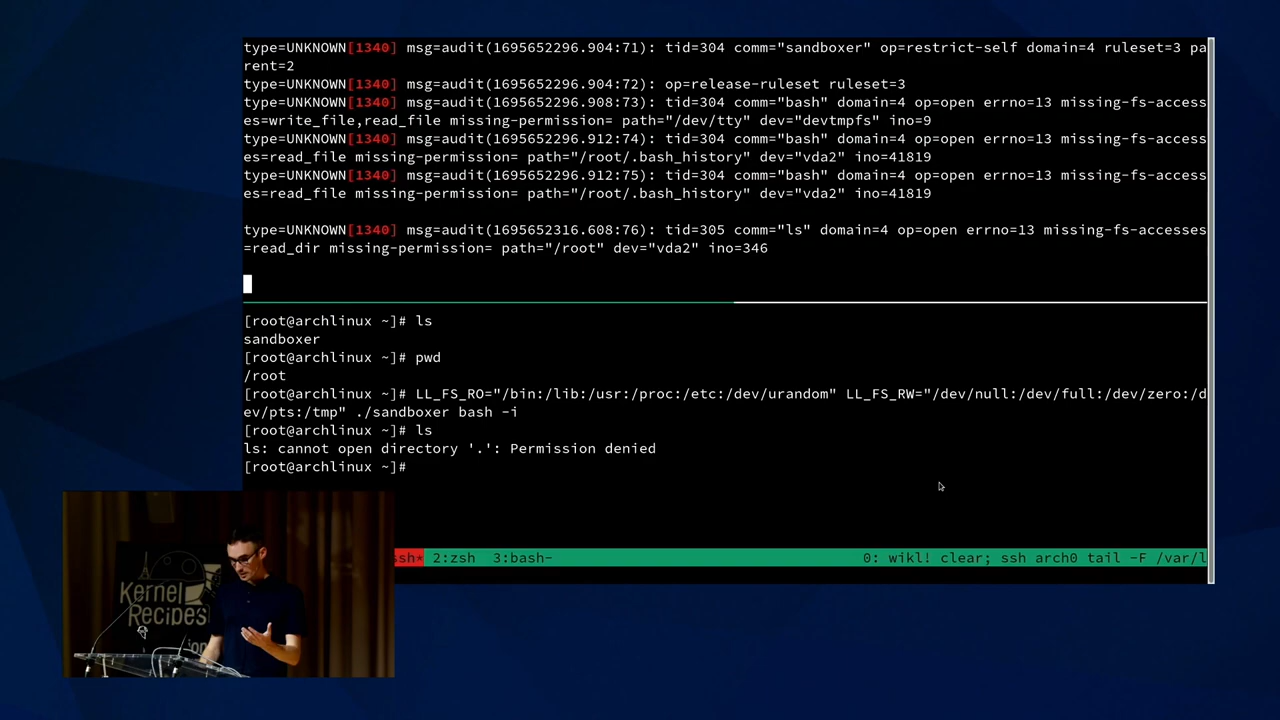 type=UNKNOWN[1340] msg=audit(1695652296.904:71): tid=304 comm="sandboxer" op=restrict-self domain=4 ruleset=3 pa
rent=2
type=UNKNOWN[1340] msg=audit(1695652296.904:72): op=release-ruleset ruleset=3
type=UNKNOWN[1340] msg=audit(1695652296.908:73): tid=304 comm="bash" domain=4 op=open errno=13 missing-fs-access
es=write_file,read_file missing-permission= path="/dev/tty" dev="devtmpfs" ino=9
type=UNKNOWN[1340] msg=audit(1695652296.912:74): tid=304 comm="bash" domain=4 op=open errno=13 missing-fs-access
es=read_file missing-permission= path="/root/.bash_history" dev="vda2" ino=41819
type=UNKNOWN[1340] msg=audit(1695652296.912:75): tid=304 comm="bash" domain=4 op=open errno=13 missing-fs-access
es=read_file missing-permission= path="/root/.bash_history" dev="vda2" ino=41819
type=UNKNOWN[1340] msg=audit(1695652316.608:76): tid=305 comm="ls" domain=4 op=open errno=13 missing-fs-accesses
=read_dir missing-permission= path="/root" dev="vda2" ino=346
[root@archlinux ~]# ls
sandboxer
[root@archlinux ~]# pwd
/root
[root@archlinux ~]# LL_FS_RO="/bin:/lib:/usr:/proc:/etc:/dev/urandom" LL_FS_RW="/dev/null:/dev/full:/dev/zero:/d
ev/pts:/tmp" ./sandboxer bash -i
[root@archlinux ~]# ls
ls: cannot open directory '.': Permission denied
[root@archlinux ~]#
ssh* 2:zsh 3:bash- 0: wikl! clear; ssh arch0 tail -F /var/l
Kernel
Recipes